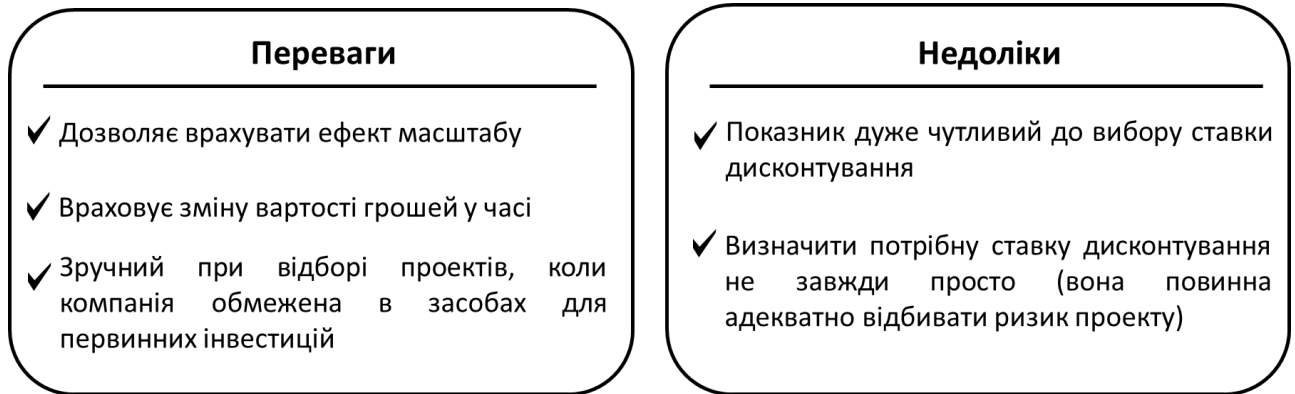 Переваги
Дозволяє врахувати ефект масштабу
Враховує зміну вартості грошей у часі
Зручний при відборі проектів, коли
компанія обмежена в засобах для
первинних інвестицій
Недоліки
Показник дуже чутливий до вибору ставки
дисконтування
Визначити потрібну ставку дисконтування
не завжди просто (вона повинна
адекватно відбивати ризик проекту)